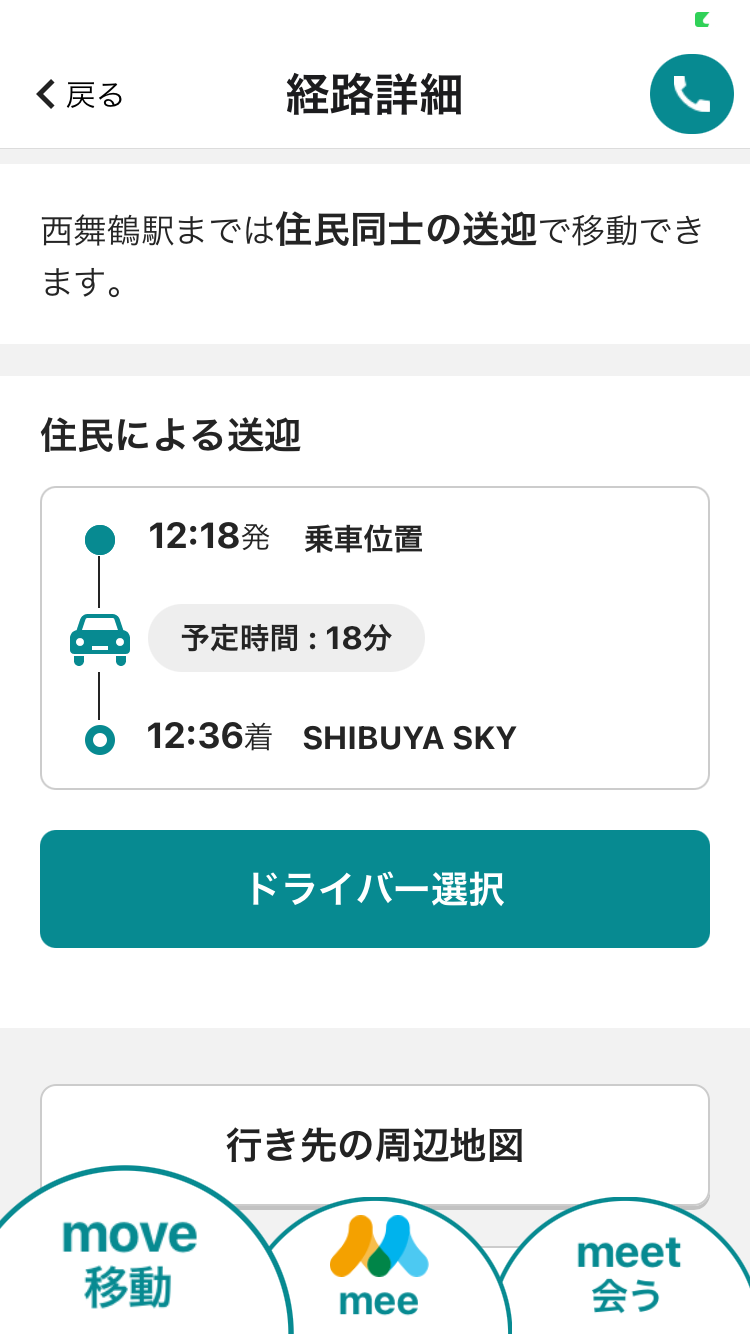 戻る
経路詳細
西舞鶴駅までは住民同士の送迎で移動でき
ます。
住民による送迎
12:18発 乗車位置
予定時間 : 18分
12:36着 SHIBUYA SKY
ドライバー選択
行き先の周辺地図
move
移動
mee
meet
会う